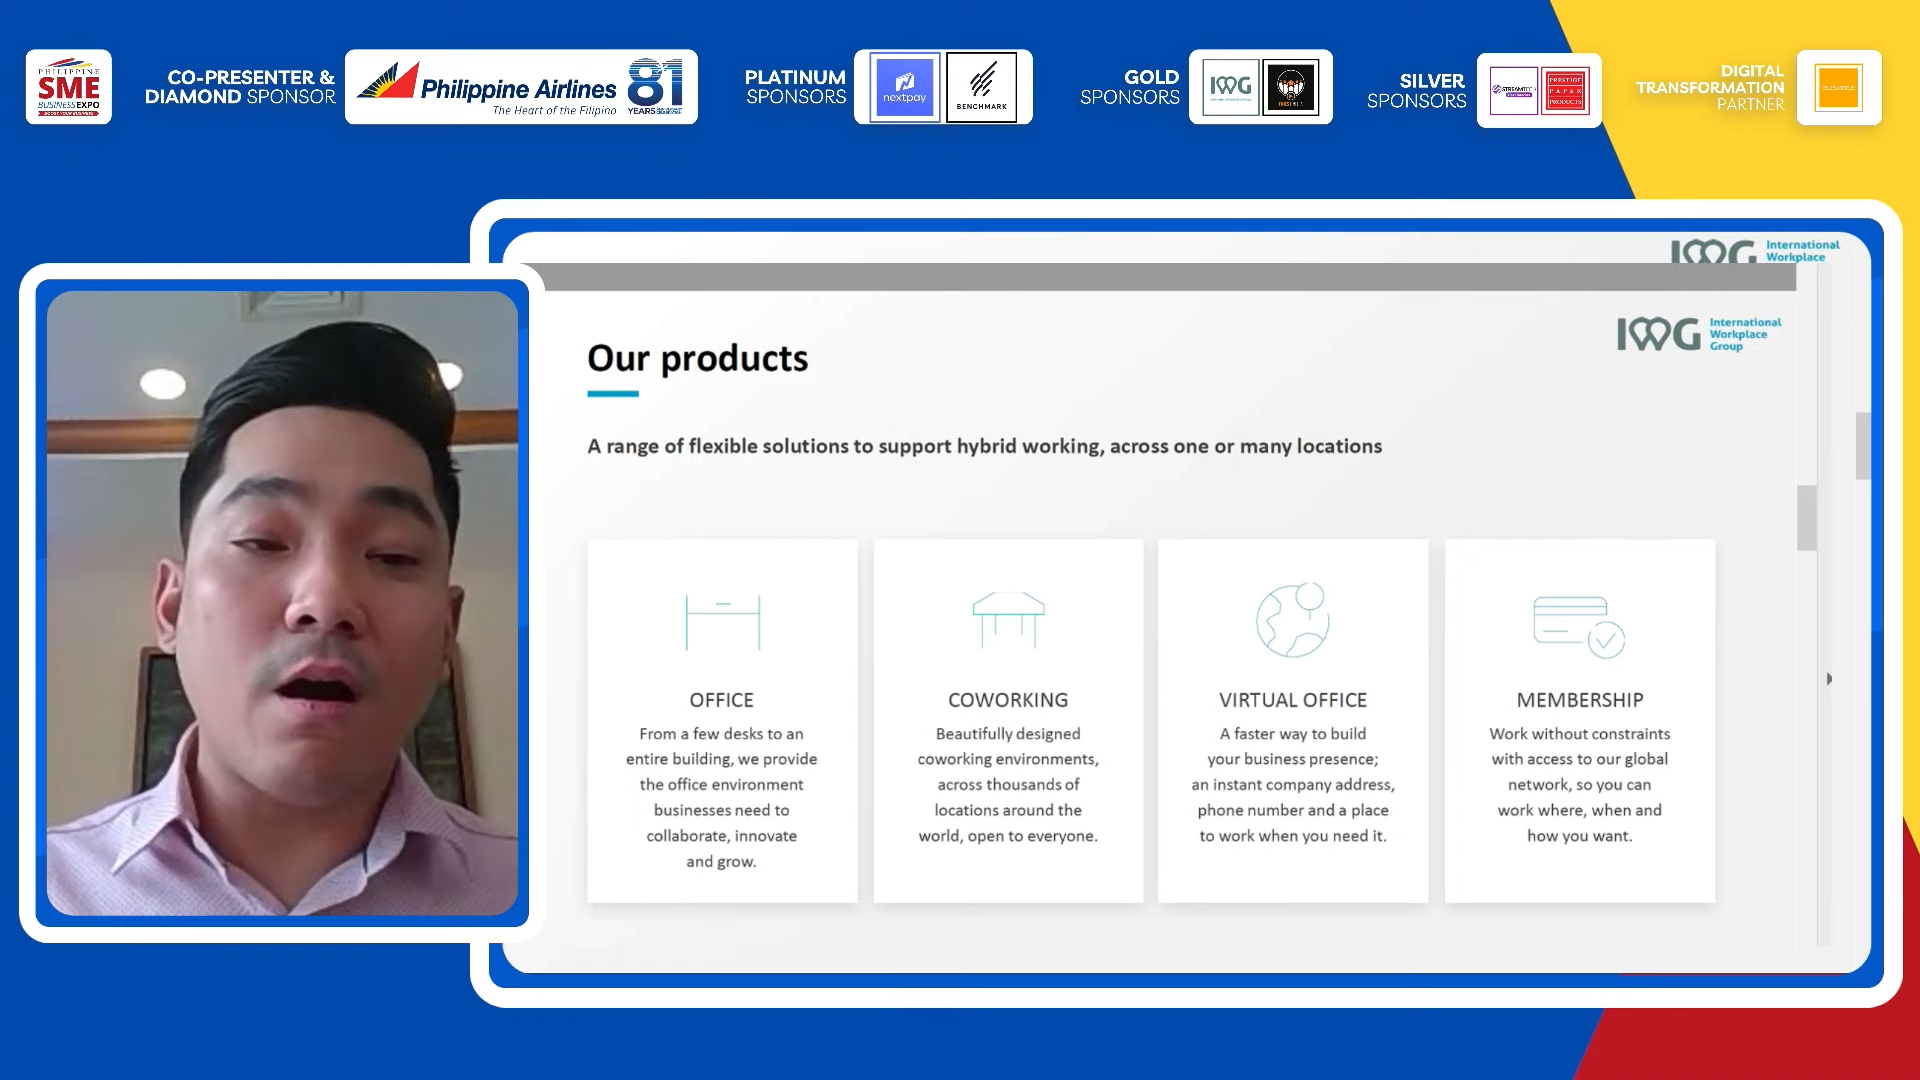 PHILIPPINE
SME
BUSINESS EXPO
BOOST YOUR BUSINESS
CO-PRESENTER &
DIAMOND SPONSOR
Philippine Airlines
The Heart of the Filipino
81
YEARS
PLATINUM
SPONSORS
nextpay
BENCHMARK
GOLD
SPONSORS
IWG
SILVER
SPONSORS
STREAMTECH
PRESTIGE
PAPER
PRODUCTS
DIGITAL
TRANSFORMATION
PARTNER
IWG International
Workplace
IWG International
Workplace
Group
Our products
A range of flexible solutions to support hybrid working, across one or many locations
OFFICE
From a few desks to an
entire building, we provide
the office environment
businesses need to
collaborate, innovate
and grow.
COWORKING
Beautifully designed
coworking environments,
across thousands of
locations around the
world, open to everyone.
VIRTUAL OFFICE
A faster way to build
your business presence;
an instant company address,
phone number and a place
to work when you need it.
MEMBERSHIP
Work without constraints
with access to our global
network, so you can
work where, when and
how you want.